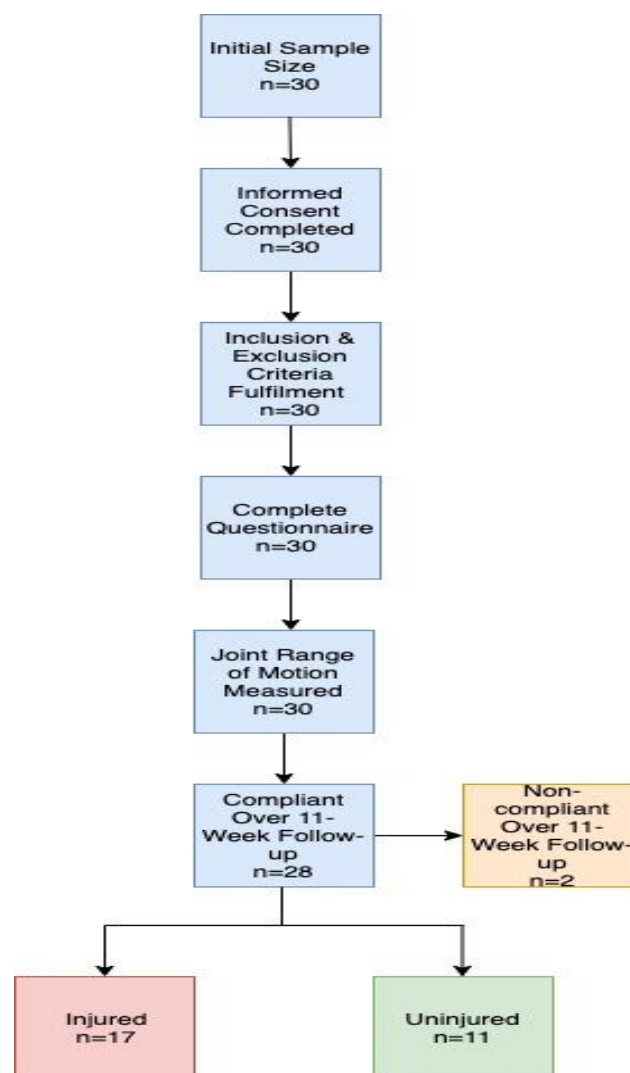 Initial Sample
Size
n=30
Informed
Consent
Completed
n=30
Inclusion &
Exclusion
Criteria
Fulfilment
n=30
Complete
Questionnaire
n=30
Joint Range
of Motion
Measured
n=30
Compliant
Over 11-
Week Follow-
up
n=28
Non-
compliant
Over 11-
Week Follow-
up
n=2
Injured
n=17
Uninjured
n=11